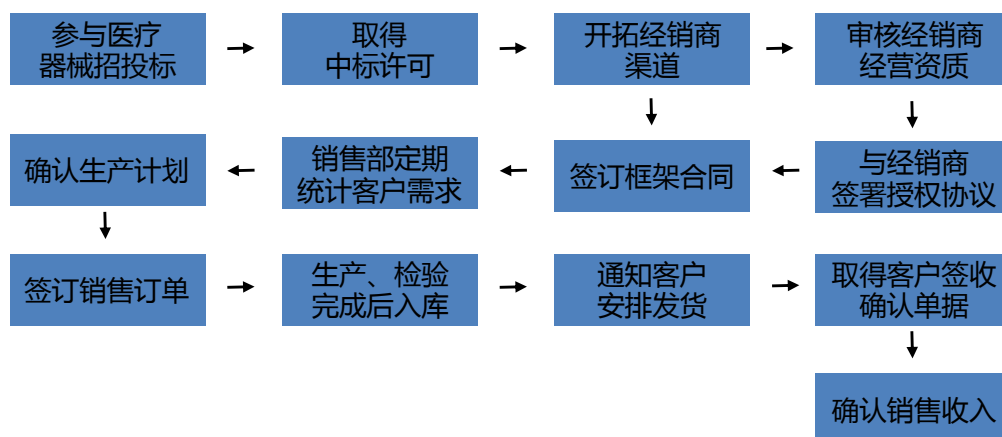 参与医疗
器械招投标
取得
中标许可
开拓经销商
渠道
审核经销商
经营资质
确认生产计划
销售部定期
统计客户需求
签订框架合同
与经销商
签署授权协议
签订销售订单
生产、检验
完成后入库
通知客户
安排发货
取得客户签收
确认单据
确认销售收入